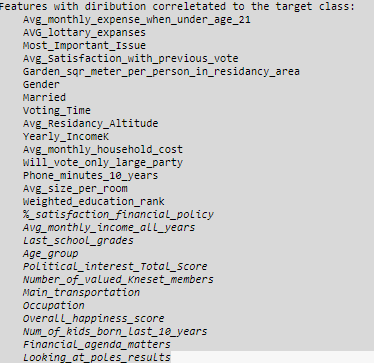 Features with diribution correletated to the target class:
Avg_monthly_expense_when_under_age_21
AVG_lottary_expanses
Most_Important_Issue
Avg_Satisfaction_with_previous_vote
Garden_sqr_meter_per_person_in_residancy_area
Gender
Married
Voting_Time
Avg_Residancy_Altitude
Yearly_IncomeK
Avg_monthly_household_cost
Will_vote_only_large_party
Phone_minutes_10_years
Avg_size_per_room
Weighted_education_rank
%_satisfaction_financial_policy
Avg_monthly_income_all_years
Last_school_grades
Age_group
Political_interest_Total_Score
Number_of_valued_Kneset_members
Main_transportation
Occupation
Overall_happiness_score
Num_of_kids_born_last_10_years
Financial_agenda_matters
Looking_at_poles_results